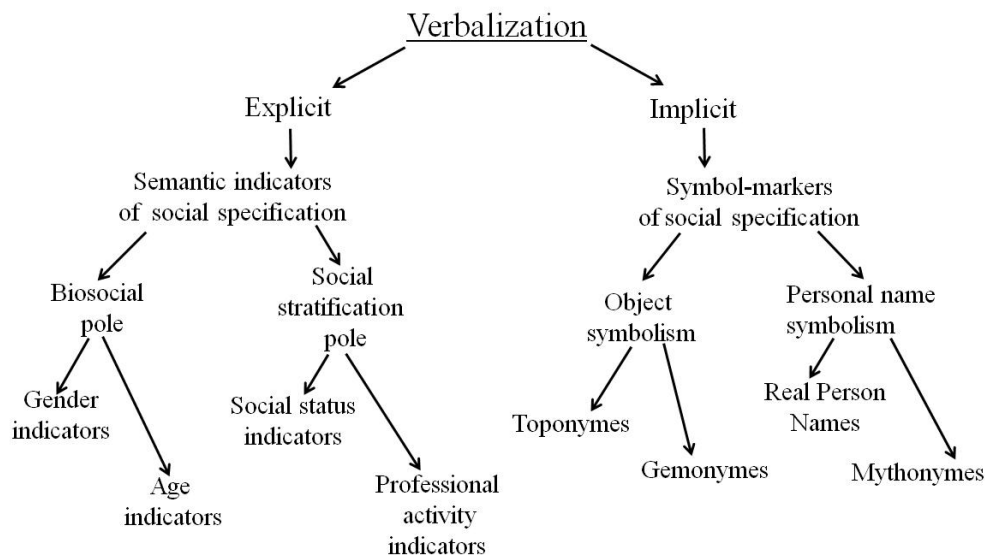 Verbalization
Explicit
Implicit
Semantic indicators
of social specification
Symbol-markers
of social specification
Biosocial
pole
Social
stratification
pole
Object
symbolism
Personal name
symbolism
Gender
indicators
Social status
indicators
Toponymes
Real Person
Names
Age
indicators
Professional
activity
indicators
Gemonymes
Mythonymes